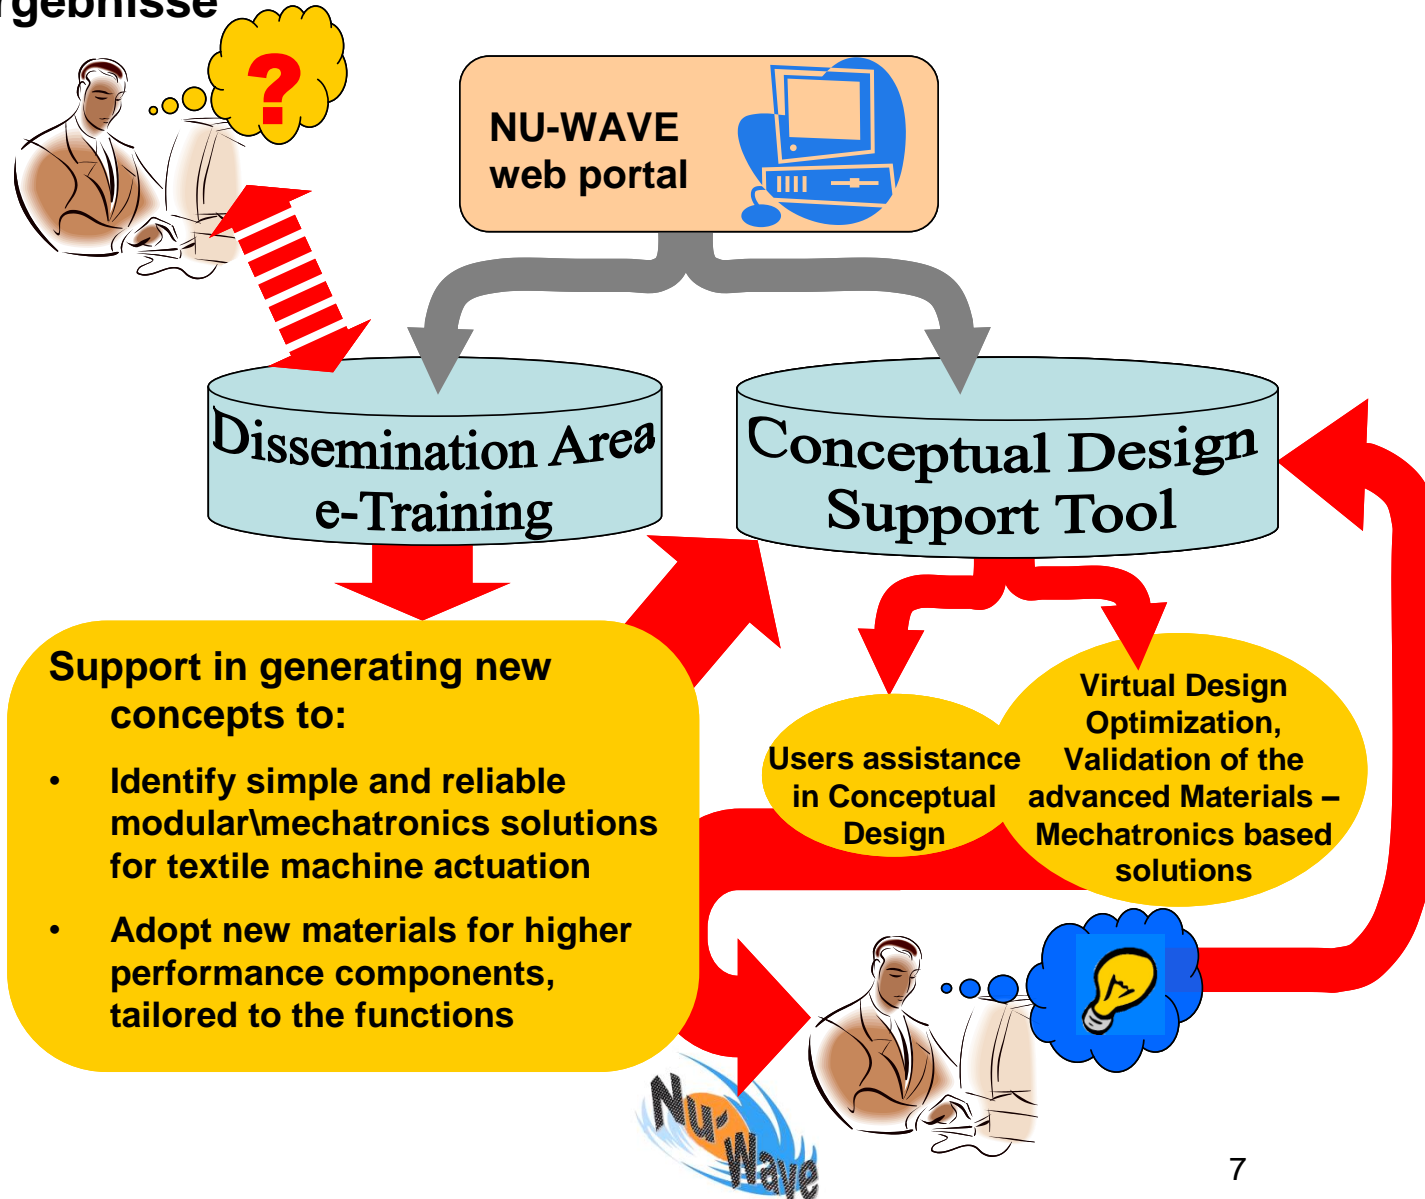 rgebnisse
?
NU-WAVE
web portal
Dissemination Area
e-Training
Conceptual Design
Support Tool
Support in generating new
concepts to:
• Identify simple and reliable
modular\mechatronics solutions
for textile machine actuation
• Adopt new materials for higher
performance components,
tailored to the functions
Users assistance
in Conceptual
Design
Virtual Design
Optimization,
Validation of the
advanced Materials –
Mechatronics based
solutions
Nu-
Wave
7